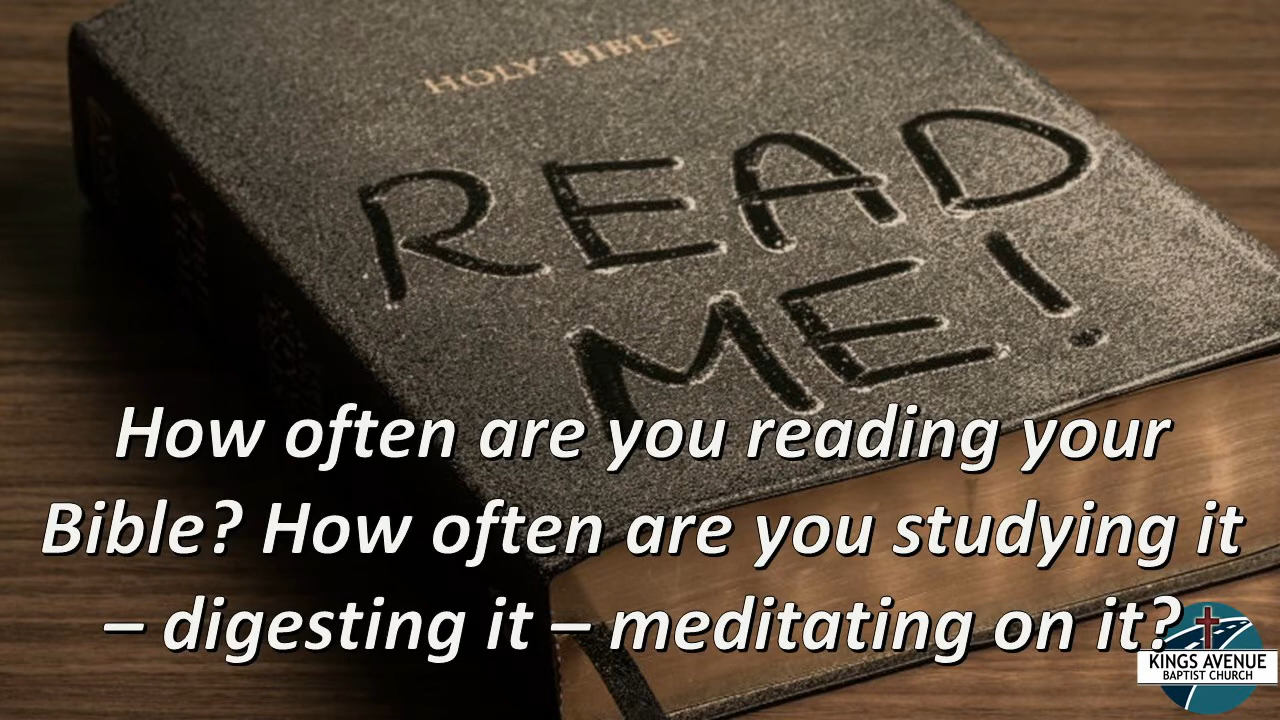 HOLY BIBLE
READ
ME!
How often are you reading your
Bible? How often are you studying it
– digesting it – meditating on it?
KINGS AVENUE
BAPTIST CHURCH